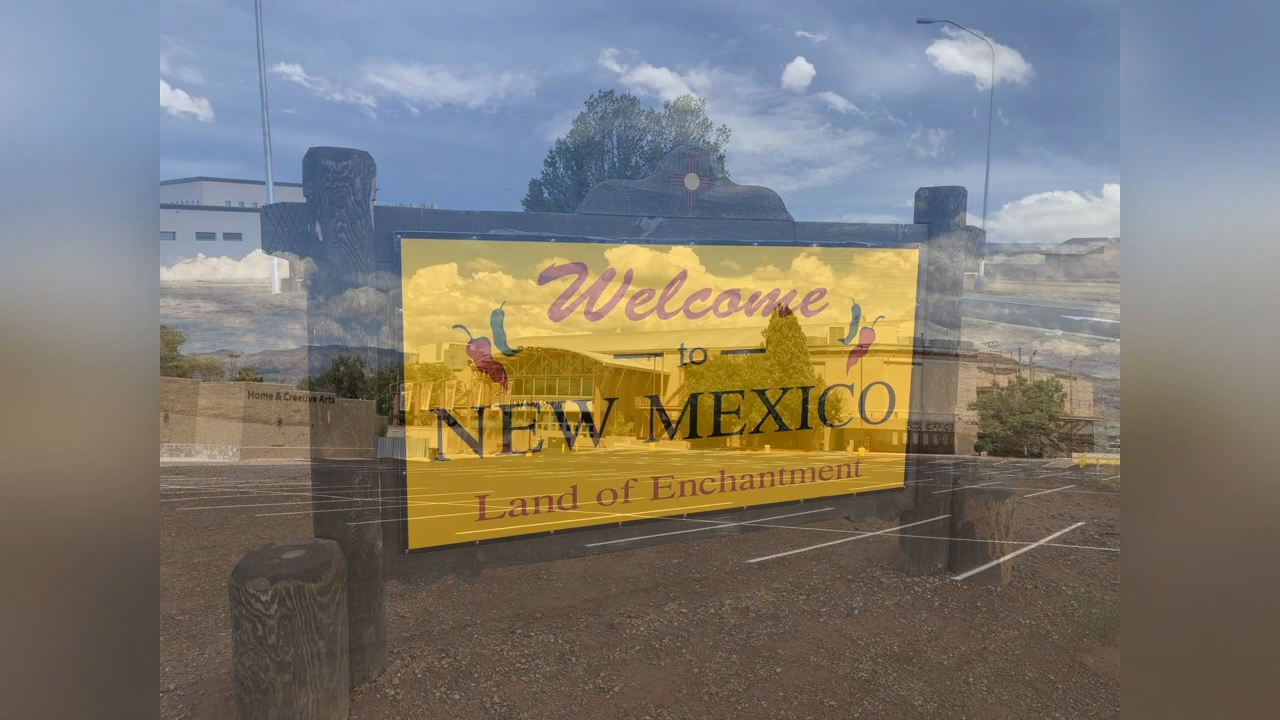 Welcome
to
NEW MEXICO
Land of Enchantment
Home & Creative Arts